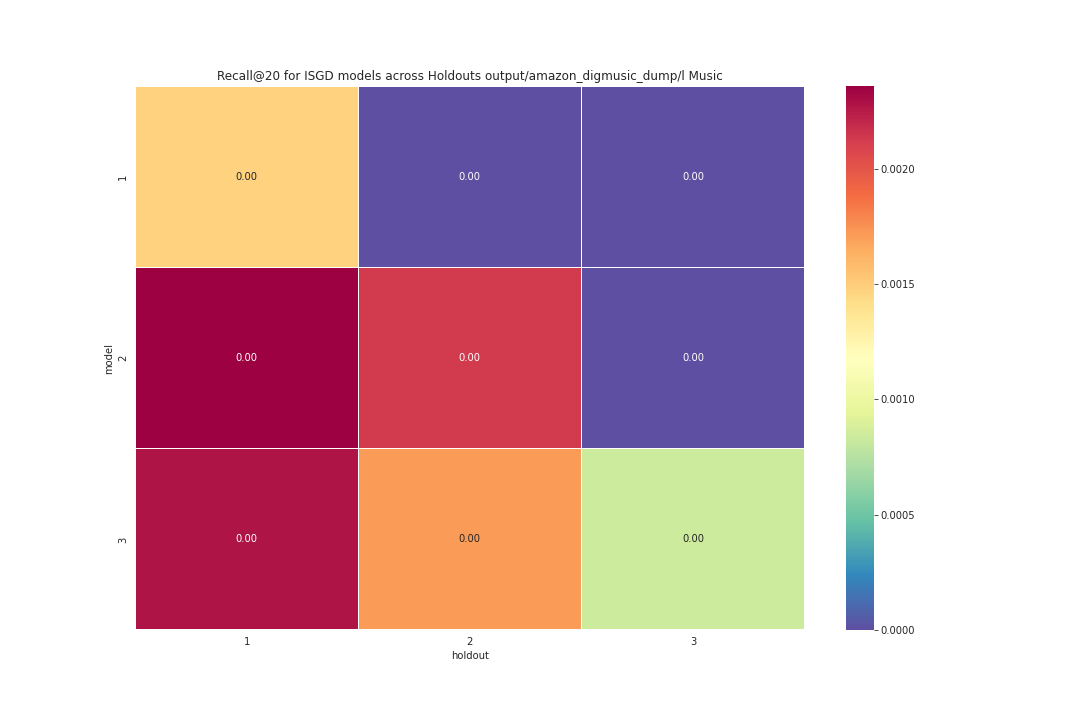 Recall@20 for ISGD models across Holdouts output/amazon_digmusic_dump/l Music
0.00 0.00 0.00
0.00 0.00 0.00
0.00 0.00 0.00
1
2
3
model
1 2 3
holdout
0.0020
0.0015
0.0010
0.0005
0.0000